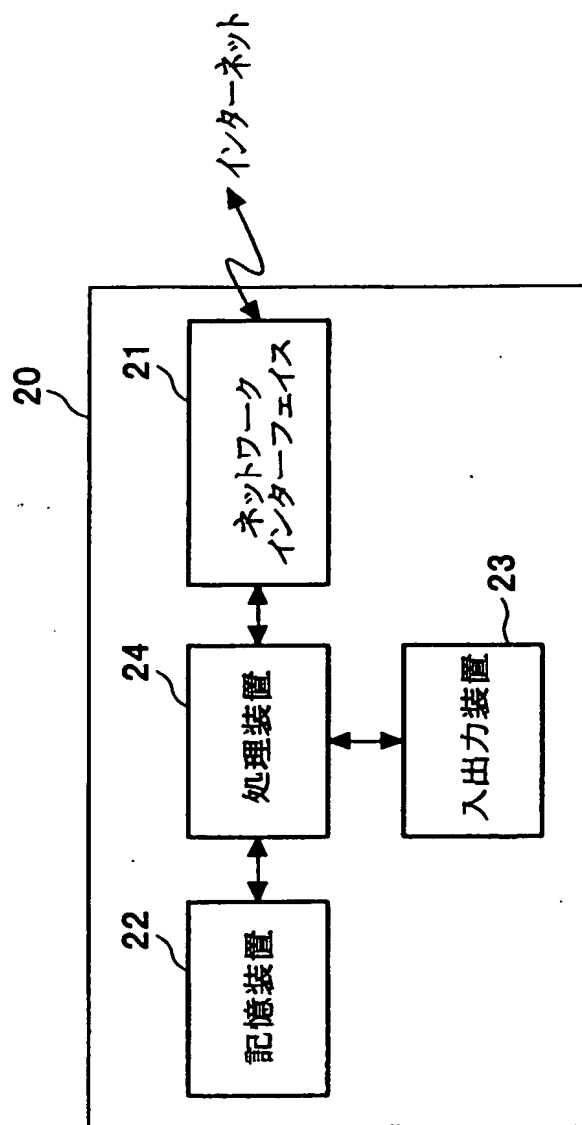 20
22
24
21
記憶装置
処理装置
ネットワーク
インターフェイス
インターネット
入出力装置
23